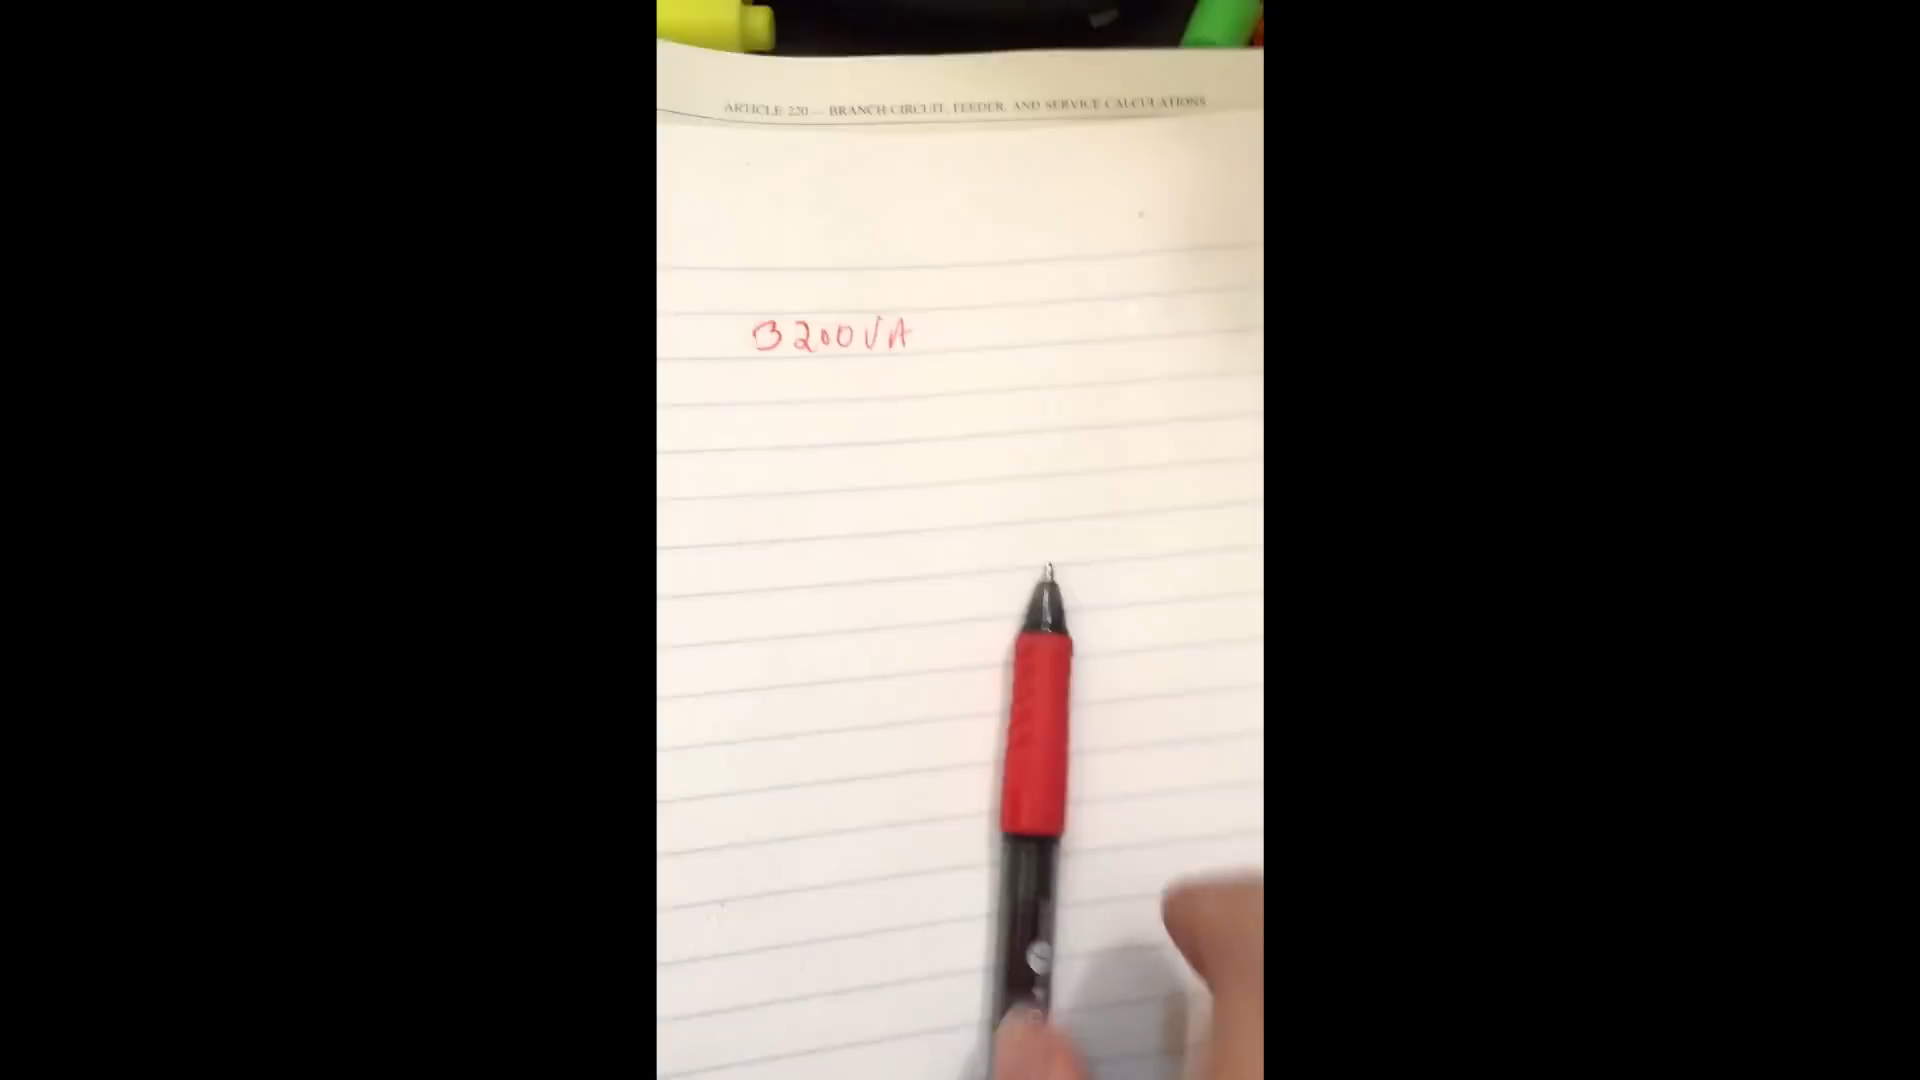 ARTICLE 220 — BRANCH-CIRCUIT, FEEDER, AND SERVICE CALCULATIONS
3200VA